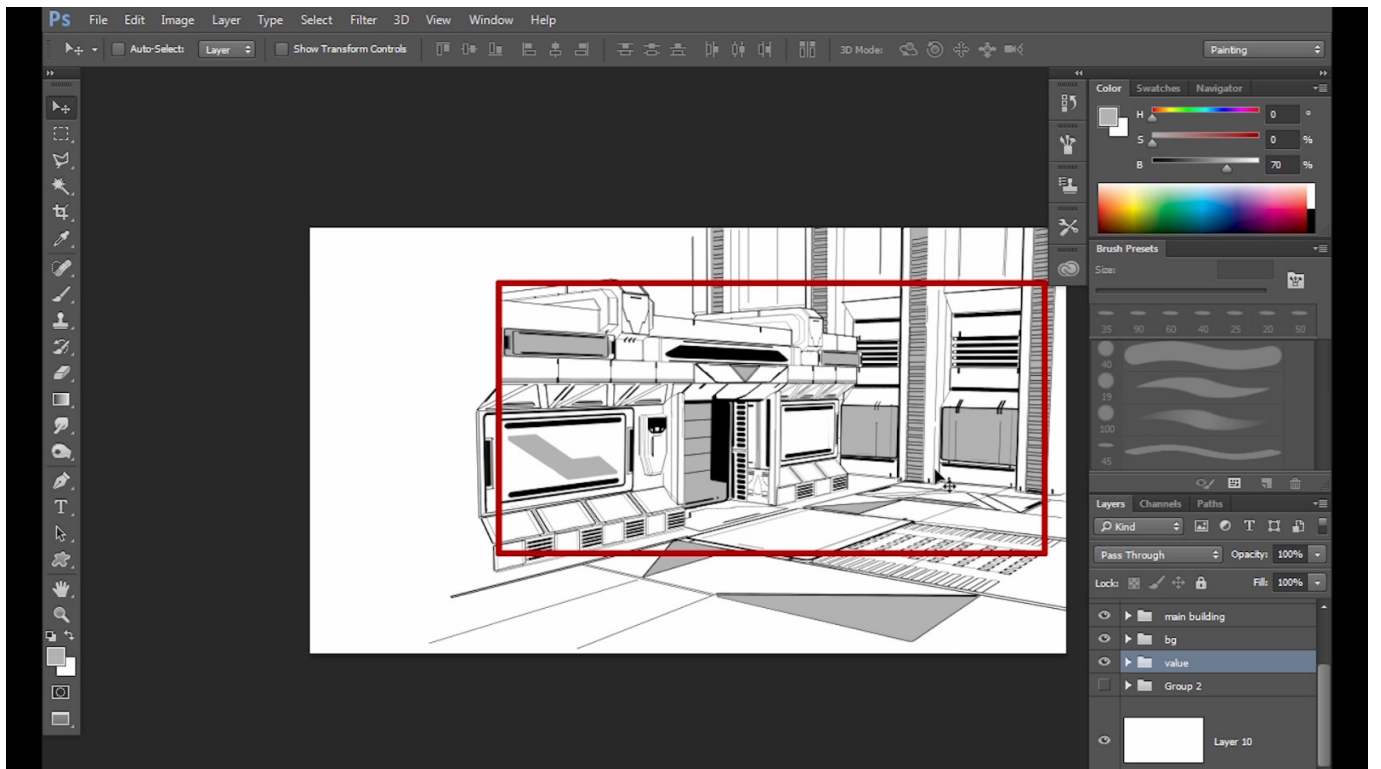 Ps File Edit Image Layer Type Select Filter 3D View Window Help
Auto-Select: Layer Show Transform Controls 3D Mode: Painting
Color Swatches Navigator
H 0 °
S 0 %
B 70 %
Brush Presets
Size:
35 90 60 40 25 20 50
40
19
100
45
Layers Channels Paths
Kind
Pass Through Opacity: 100%
Lock: Fill: 100%
main building
bg
value
Group 2
Layer 10